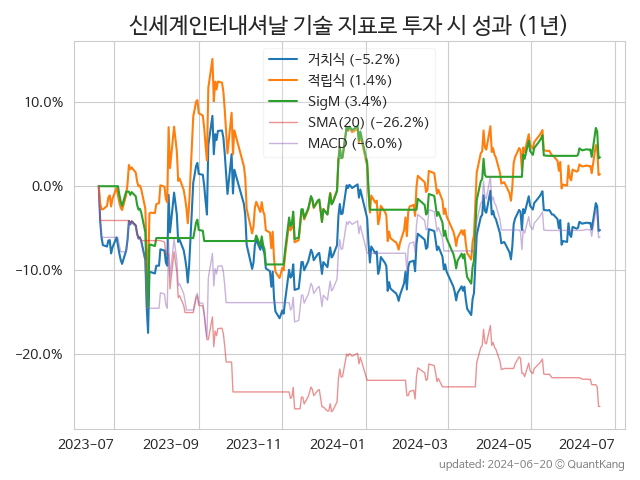 신세계인터내셔날 기술 지표로 투자 시 성과 (1년)
거치식 (−5.2%)
적립식 (1.4%)
SigM (3.4%)
SMA(20) (−26.2%)
MACD (−6.0%)
10.0%
0.0%
−10.0%
−20.0%
2023−07 2023−09 2023−11 2024−01 2024−03 2024−05 2024−07
updated: 2024−06−20 © QuantKang